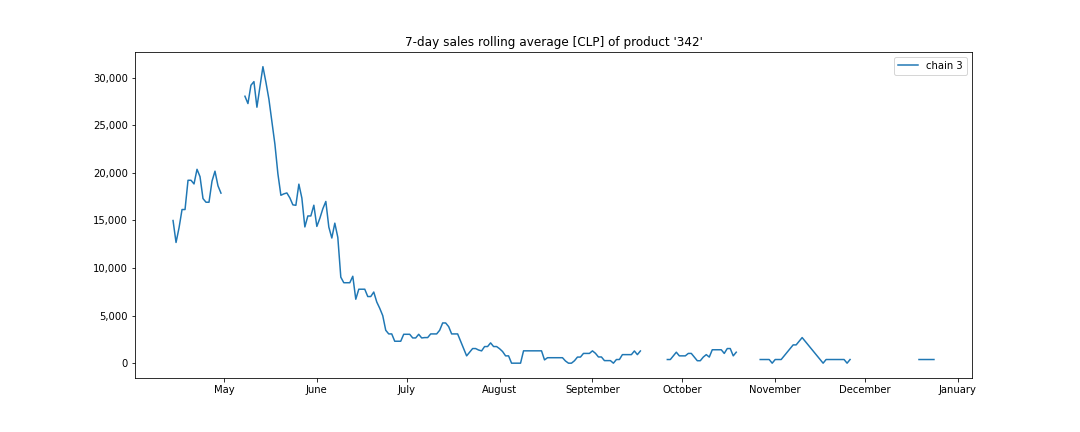 7-day sales rolling average [CLP] of product '342'
chain 3
30,000
25,000
20,000
15,000
10,000
5,000
0
May June July August September October November December January